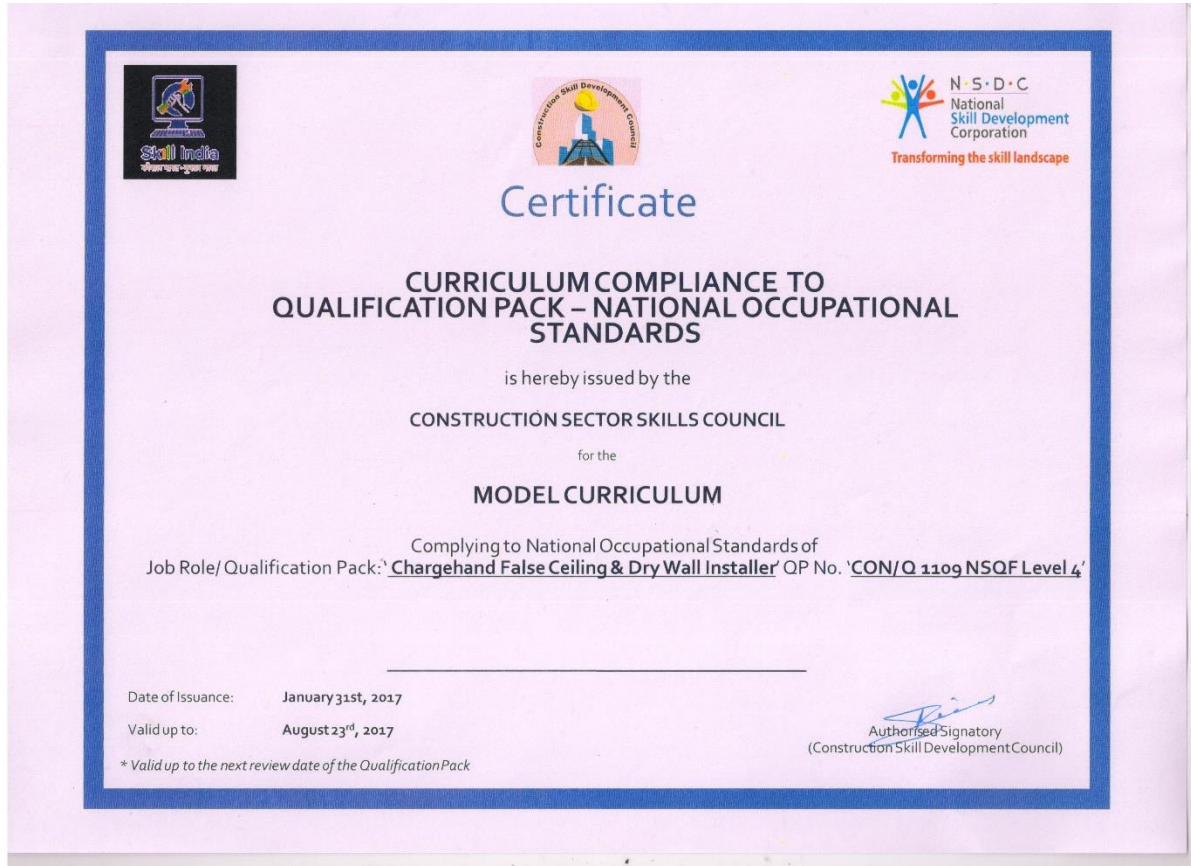 Skill India
कौशल भारत-कुशल भारत
Construction Skill Development Council
N·S·D·C
National
Skill Development
Corporation
Transforming the skill landscape
Certificate
CURRICULUM COMPLIANCE TO
QUALIFICATION PACK – NATIONAL OCCUPATIONAL
STANDARDS
is hereby issued by the
CONSTRUCTION SECTOR SKILLS COUNCIL
for the
MODEL CURRICULUM
Complying to National Occupational Standards of
Job Role/ Qualification Pack:‘ Chargehand False Ceiling & Dry Wall Installer’ QP No. ‘CON/ Q 1109 NSQF Level 4’
Date of Issuance: January 31st, 2017
Valid up to: August 23rd, 2017
* Valid up to the next review date of the Qualification Pack
Authorised Signatory
(Construction Skill Development Council)